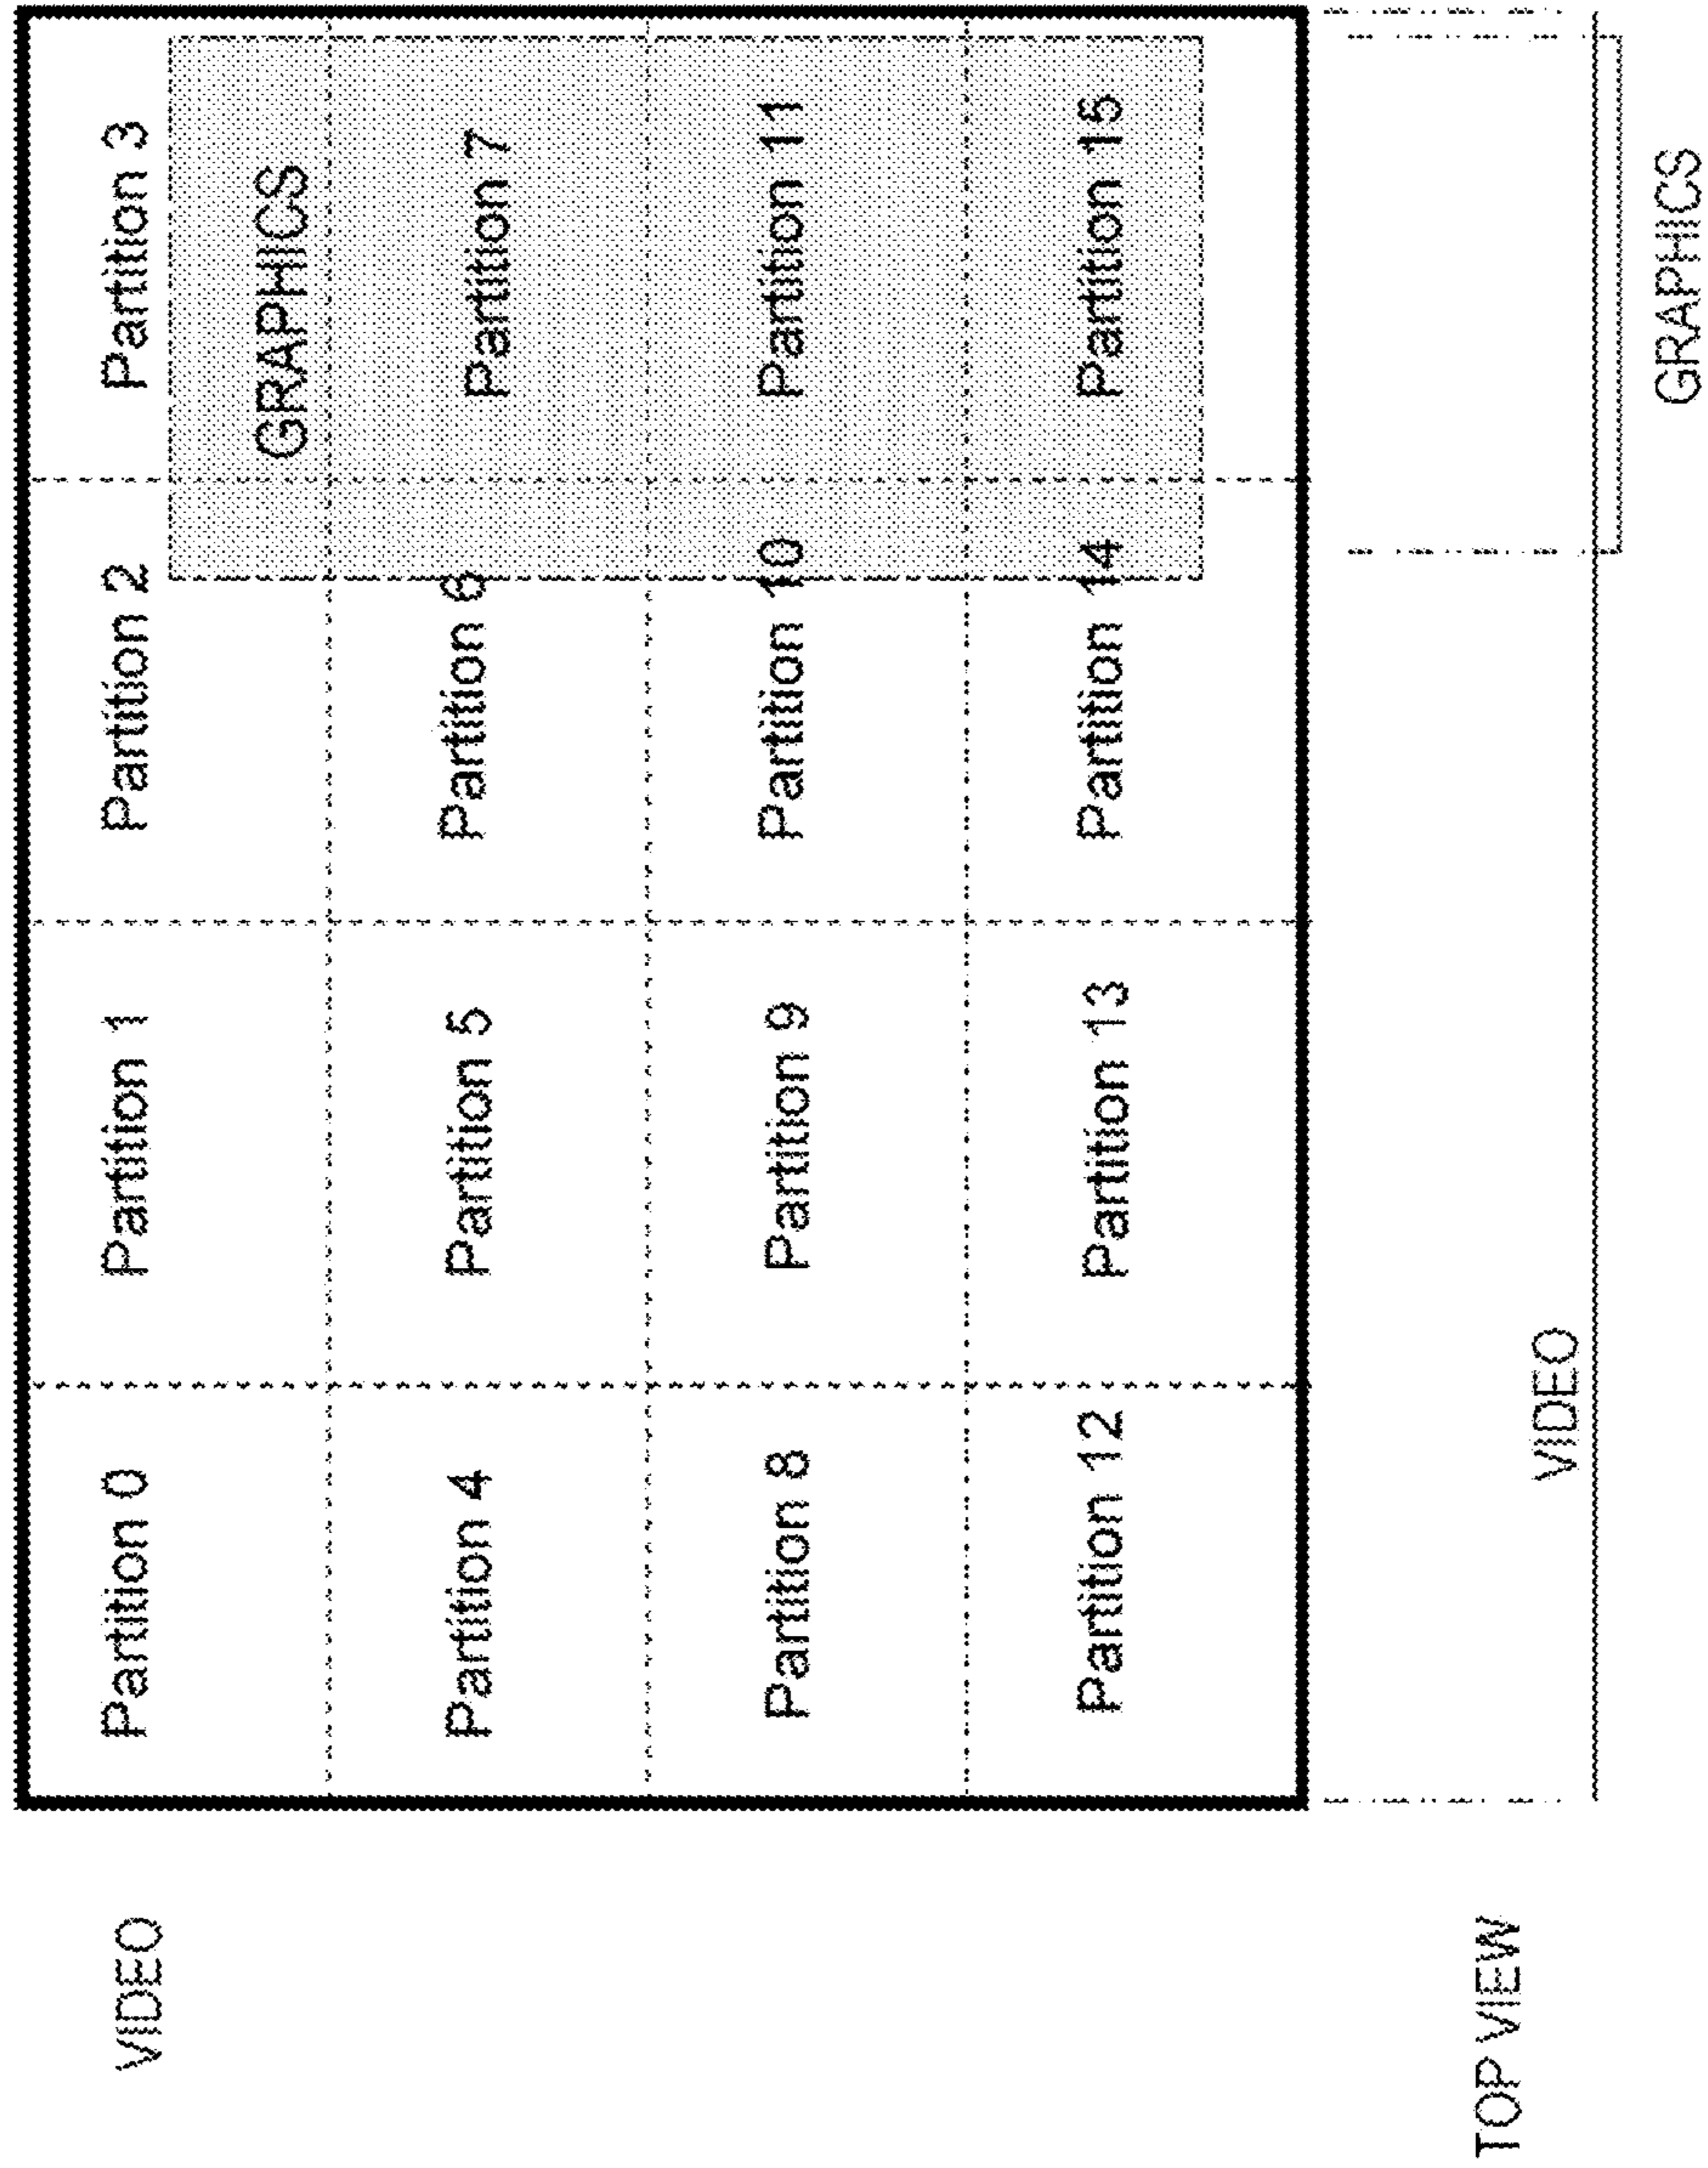 VIDEO
Partition 0
Partition 1
Partition 2
Partition 3
GRAPHICS
Partition 4
Partition 5
Partition 6
Partition 7
Partition 8
Partition 9
Partition 10
Partition 11
Partition 12
Partition 13
Partition 14
Partition 15
TOP VIEW
VIDEO
GRAPHICS